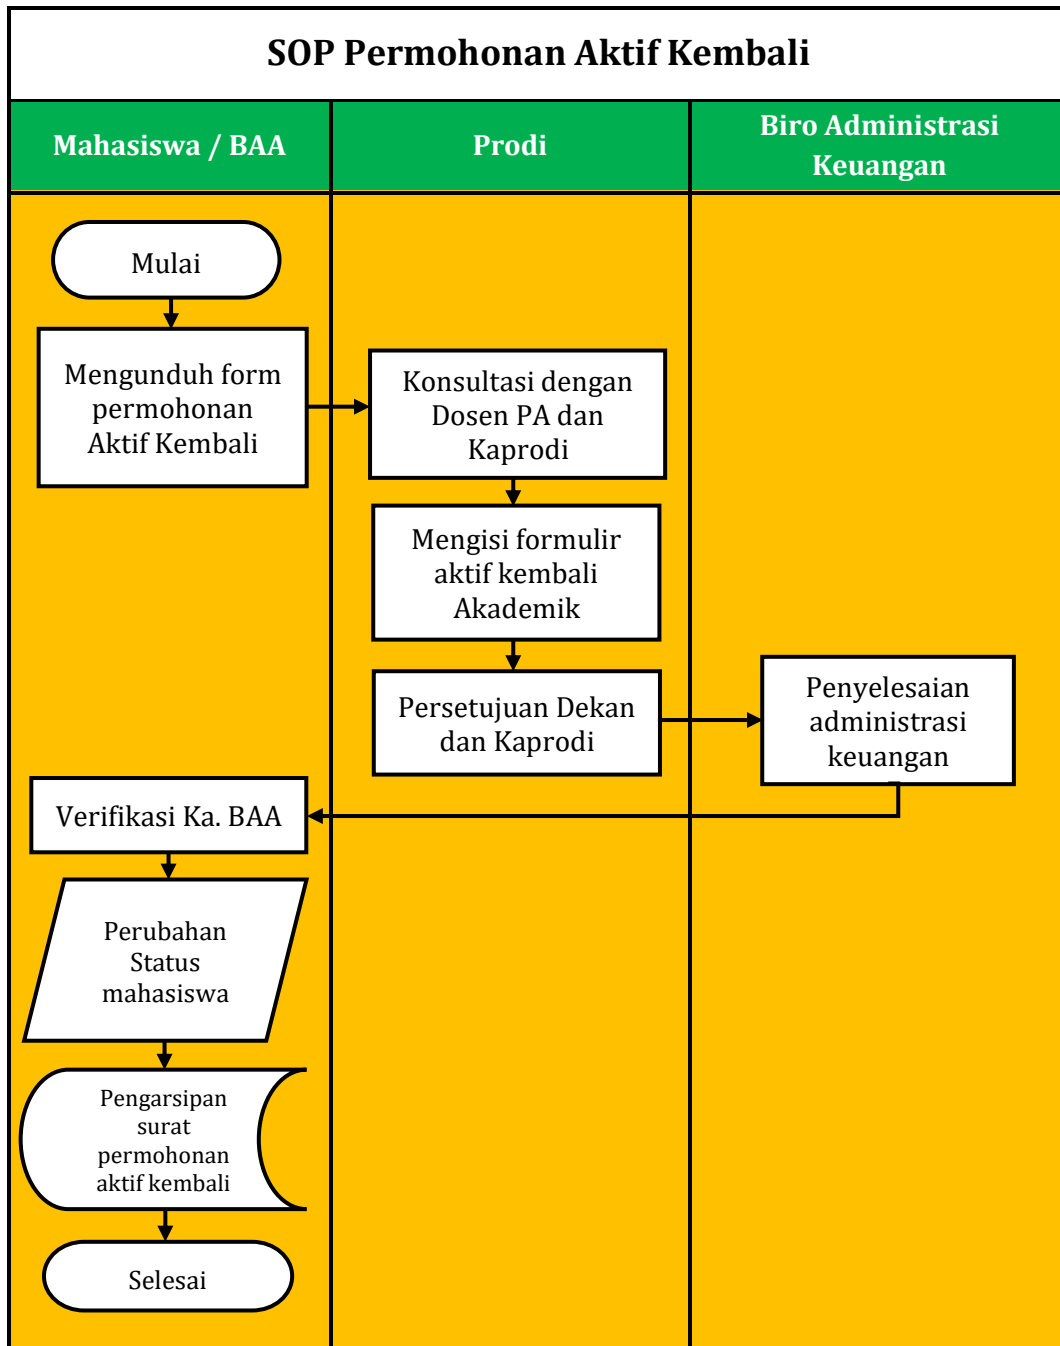 SOP Permohonan Aktif Kembali
Mahasiswa / BAA
Prodi
Biro Administrasi
Keuangan
Mulai
Mengunduh form
permohonan
Aktif Kembali
Konsultasi dengan
Dosen PA dan
Kaprodi
Mengisi formulir
aktif kembali
Akademik
Persetujuan Dekan
dan Kaprodi
Penyelesaian
administrasi
keuangan
Verifikasi Ka. BAA
Perubahan
Status
mahasiswa
Pengarsipan
surat
permohonan
aktif kembali
Selesai